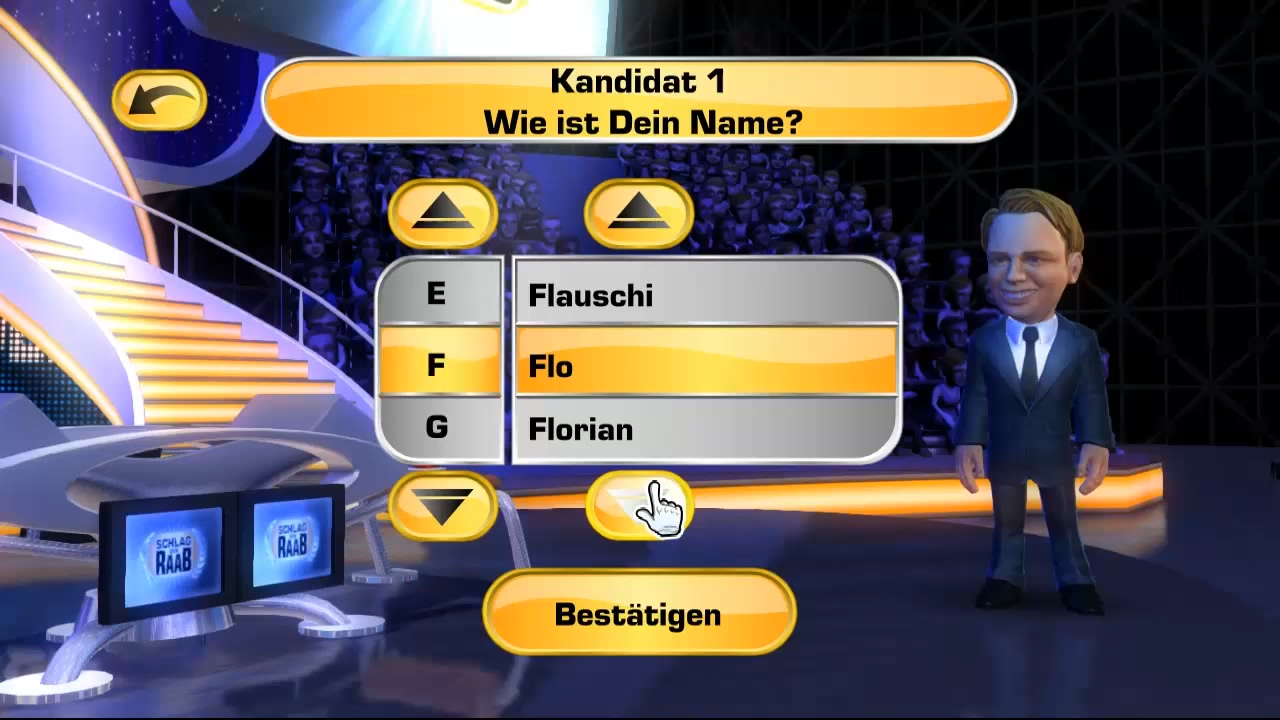 Kandidat 1
Wie ist Dein Name?
E
Flauschi
F
Flo
G
Florian
Bestätigen
SCHLAG
DEN
RAAB
SCHLAG
DEN
RAAB